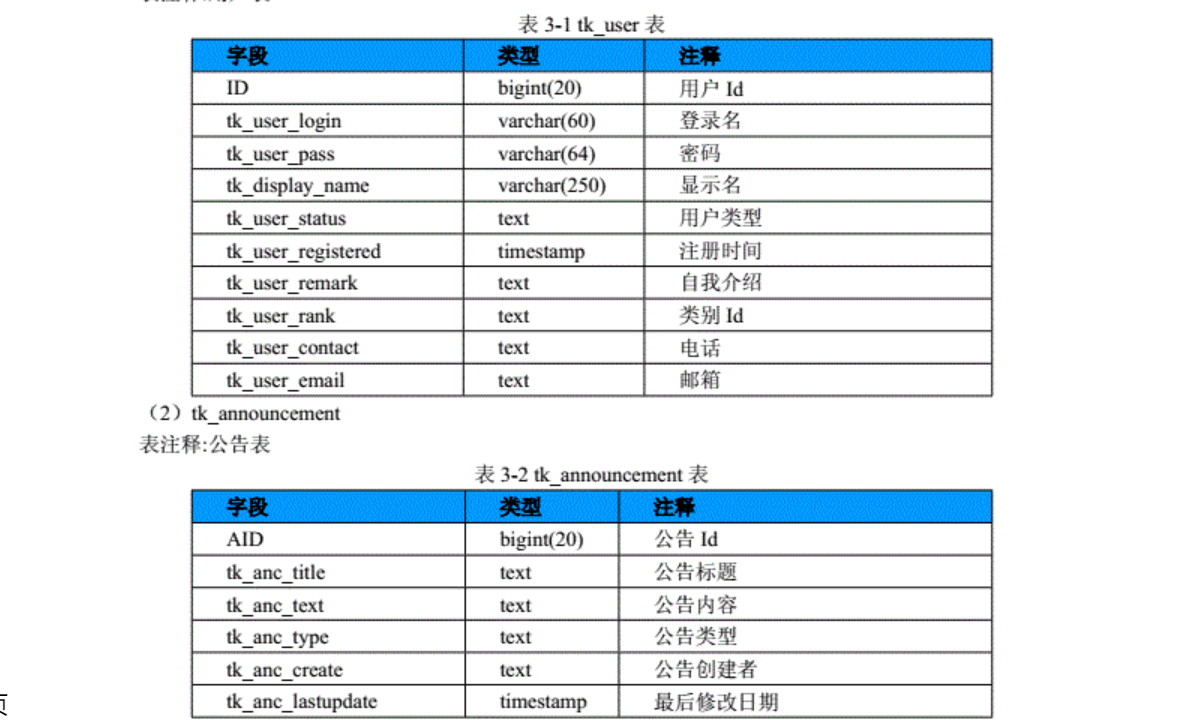 表 3-1 tk_user 表
字段 类型 注释
ID bigint(20) 用户 Id
tk_user_login varchar(60) 登录名
tk_user_pass varchar(64) 密码
tk_display_name varchar(250) 显示名
tk_user_status text 用户类型
tk_user_registered timestamp 注册时间
tk_user_remark text 自我介绍
tk_user_rank text 类别 Id
tk_user_contact text 电话
tk_user_email text 邮箱
（2）tk_announcement
表注释:公告表
表 3-2 tk_announcement 表
字段 类型 注释
AID bigint(20) 公告 Id
tk_anc_title text 公告标题
tk_anc_text text 公告内容
tk_anc_type text 公告类型
tk_anc_create text 公告创建者
tk_anc_lastupdate timestamp 最后修改日期